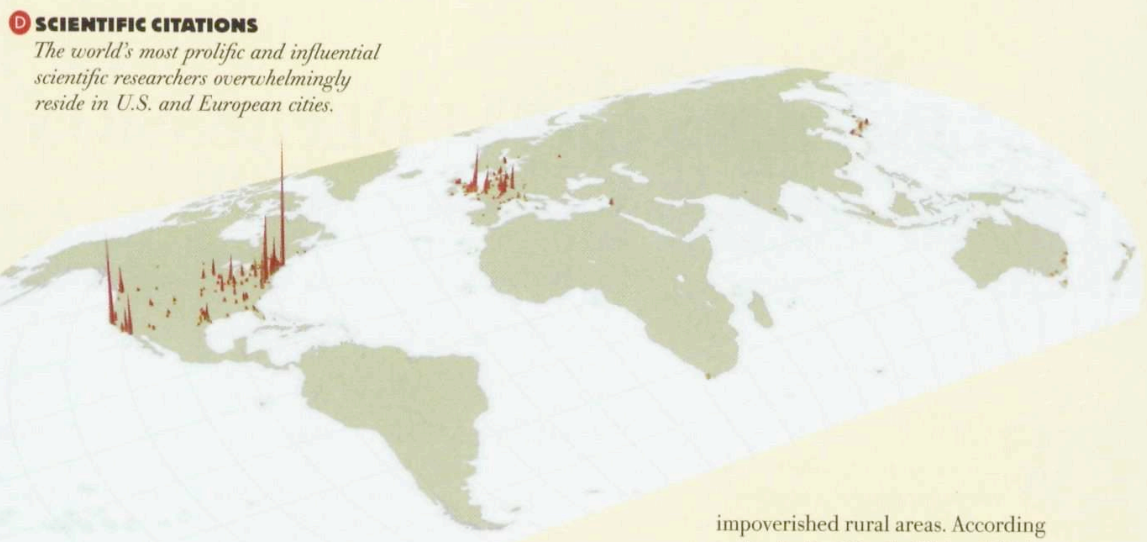 D SCIENTIFIC CITATIONS
The world's most prolific and influential
scientific researchers overwhelmingly
reside in U.S. and European cities.
impoverished rural areas. According